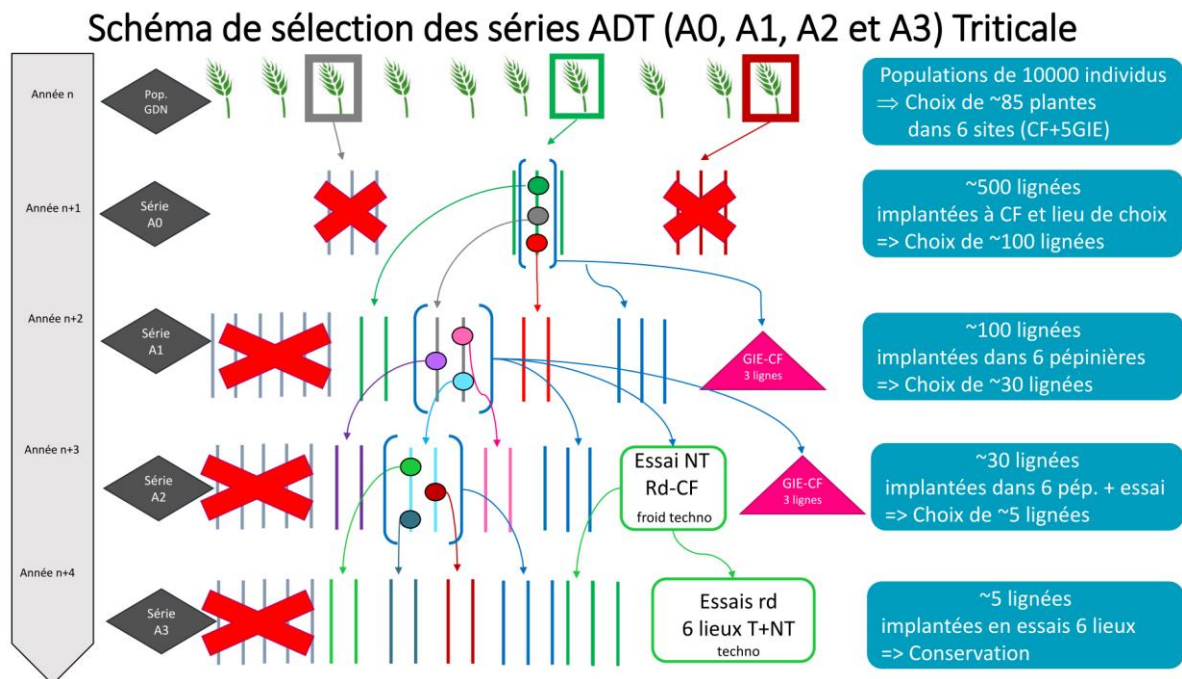 Schéma de sélection des séries ADT (A0, A1, A2 et A3) Triticale
Année n
Pop.
GDN
Populations de 10000 individus
⇒ Choix de ~85 plantes
dans 6 sites (CF+5GIE)
Année n+1
Série
A0
~500 lignées
implantées à CF et lieu de choix
=> Choix de ~100 lignées
Année n+2
Série
A1
GIE-CF
3 lignes
~100 lignées
implantées dans 6 pépinières
=> Choix de ~30 lignées
Année n+3
Série
A2
Essai NT
Rd-CF
froid techno
GIE-CF
3 lignes
~30 lignées
implantées dans 6 pép. + essai
=> Choix de ~5 lignées
Année n+4
Série
A3
Essais rd
6 lieux T+NT
techno
~5 lignées
implantées en essais 6 lieux
=> Conservation